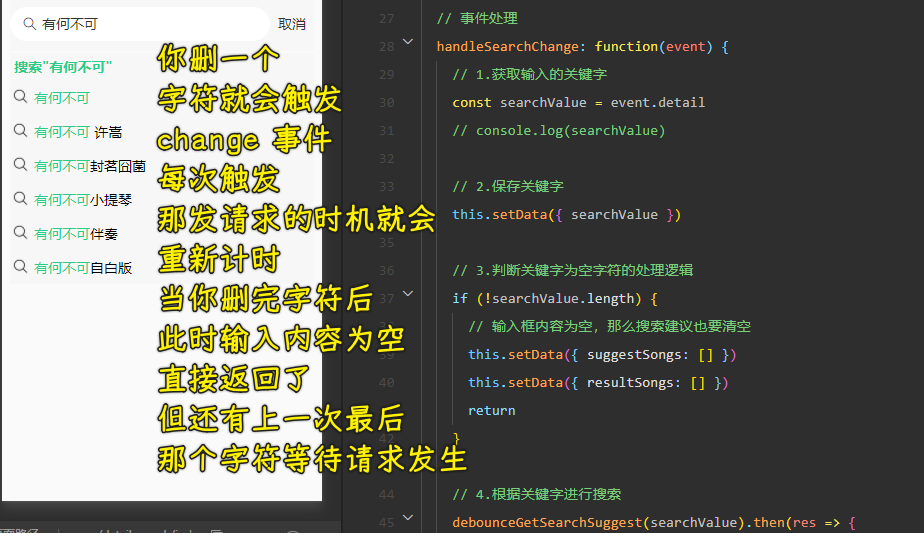 有何不可
取消
搜索"有何不可"
有何不可
有何不可 许嵩
有何不可封茗囧菌
有何不可小提琴
有何不可伴奏
有何不可自白版
你删一个
字符就会触发
change 事件
每次触发
那发请求的时机就会
重新计时
当你删完字符后
此时输入内容为空
直接返回了
但还有上一次最后
那个字符等待请求发生
27 // 事件处理
28 handleSearchChange: function(event) {
29 // 1.获取输入的关键字
30 const searchValue = event.detail
31 // console.log(searchValue)
32
33 // 2.保存关键字
this.setData({ searchValue })
35
36 // 3.判断关键字为空字符的处理逻辑
37 if (!searchValue.length) {
// 输入框内容为空，那么搜索建议也要清空
this.setData({ suggestSongs: [] })
40 this.setData({ resultSongs: [] })
return
42 }
44 // 4.根据关键字进行搜索
45 debounceGetSearchSuggest(searchValue).then(res => {